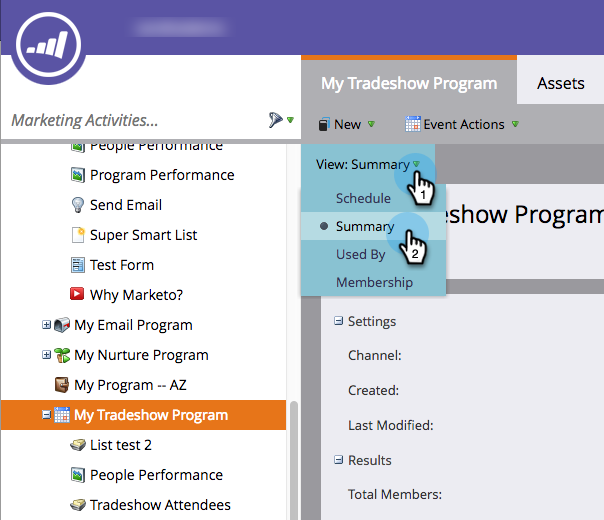 My Tradeshow Program
Assets
Marketing Activities...
New
Event Actions
People Performance
Program Performance
Send Email
Super Smart List
Test Form
Why Marketo?
My Email Program
My Nurture Program
My Program -- AZ
My Tradeshow Program
List test 2
People Performance
Tradeshow Attendees
View: Summary
1
Schedule
Summary
2
Used By
Membership
eshow Program
Settings
Channel:
Created:
Last Modified:
Results
Total Members: